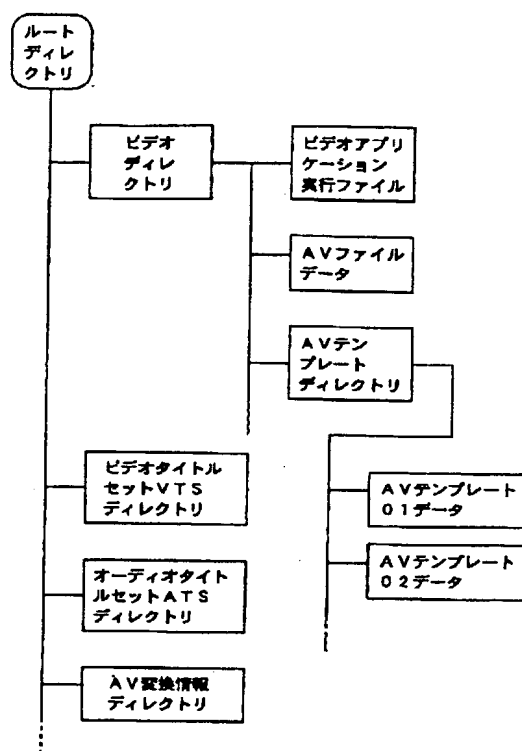 ルート
ディレ
クトリ
ビデオ
ディレ
クトリ
ビデオアプリ
ケーション
実行ファイル
AVファイル
データ
AVテン
プレート
ディレクトリ
ビデオタイトル
セットVTS
ディレクトリ
AVテンプレート
01データ
AVテンプレート
02データ
オーディオタイト
ルセットATS
ディレクトリ
AV変換情報
ディレクトリ